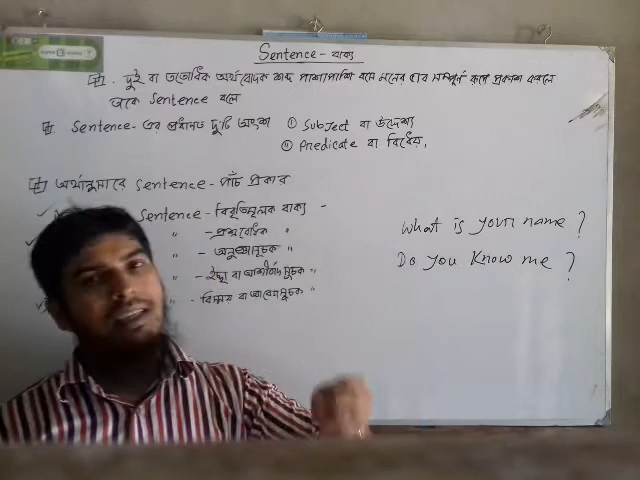 Sentence - বাক্য
দুই বা ততোধিক অর্থবোধক শব্দ পাশাপাশি বসে মনের ভাব সম্পূর্ণ রূপে প্রকাশ করলে
তাকে Sentence বলে
Sentence - এর প্রধানত দু'টি অংশ ① Subject বা উদ্দেশ্য
② Predicate বা বিধেয়.
অর্থানুসারে Sentence - পাঁচ প্রকার
Sentence - বিবৃতিমূলক বাক্য -
" - প্রশ্নবোধক "
" - অনুজ্ঞাসূচক "
" - ইচ্ছা বা আশীর্বাদ সূচক "
" - বিস্ময় বা আবেগসূচক "
What is your name ?
Do you know me ?